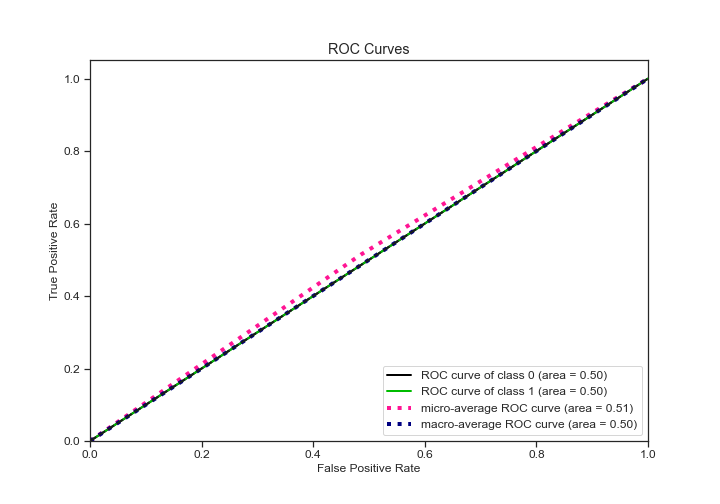 ROC Curves
1.0
0.8
0.6
0.4
0.2
0.0
True Positive Rate
ROC curve of class 0 (area = 0.50)
ROC curve of class 1 (area = 0.50)
micro-average ROC curve (area = 0.51)
macro-average ROC curve (area = 0.50)
0.0 0.2 0.4 0.6 0.8 1.0
False Positive Rate